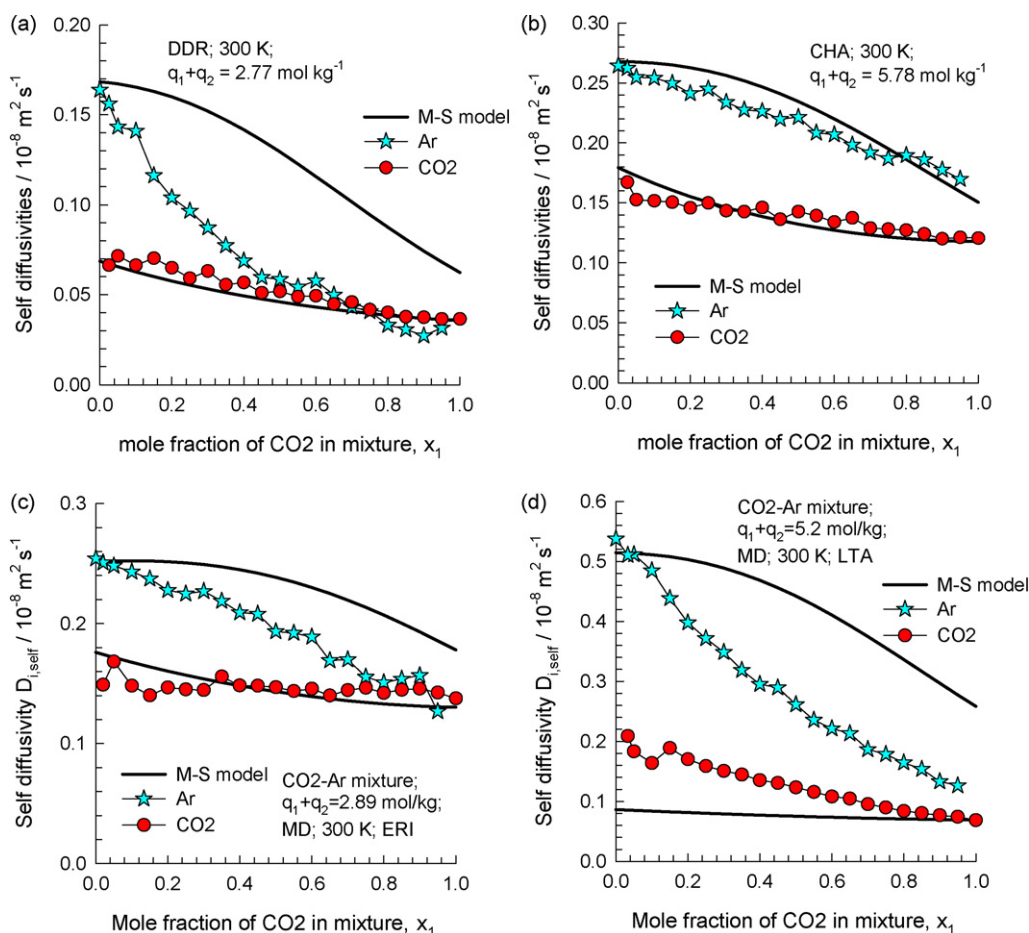 (a)
0.20
0.15
0.10
0.05
0.00
Self diffusivities / 10⁻⁸ m² s⁻¹
DDR; 300 K;
q₁+q₂ = 2.77 mol kg⁻¹
M-S model
Ar
CO2
0.0 0.2 0.4 0.6 0.8 1.0
mole fraction of CO2 in mixture, x₁
(b)
0.30
0.25
0.20
0.15
0.10
0.05
0.00
Self diffusivities / 10⁻⁸ m² s⁻¹
CHA, 300 K;
q₁+q₂ = 5.78 mol kg⁻¹
M-S model
Ar
CO2
0.0 0.2 0.4 0.6 0.8 1.0
mole fraction of CO2 in mixture, x₁
(c)
0.3
0.2
0.1
0.0
Self diffusivity D i,self / 10⁻⁸ m² s⁻¹
M-S model
Ar
CO2
CO2-Ar mixture;
q₁+q₂=2.89 mol/kg;
MD; 300 K; ERI
0.0 0.2 0.4 0.6 0.8 1.0
Mole fraction of CO2 in mixture, x₁
(d)
0.6
0.5
0.4
0.3
0.2
0.1
0.0
Self diffusivity D i,self / 10⁻⁸ m² s⁻¹
CO2-Ar mixture;
q₁+q₂=5.2 mol/kg;
MD; 300 K; LTA
M-S model
Ar
CO2
0.0 0.2 0.4 0.6 0.8 1.0
Mole fraction of CO2 in mixture, x₁